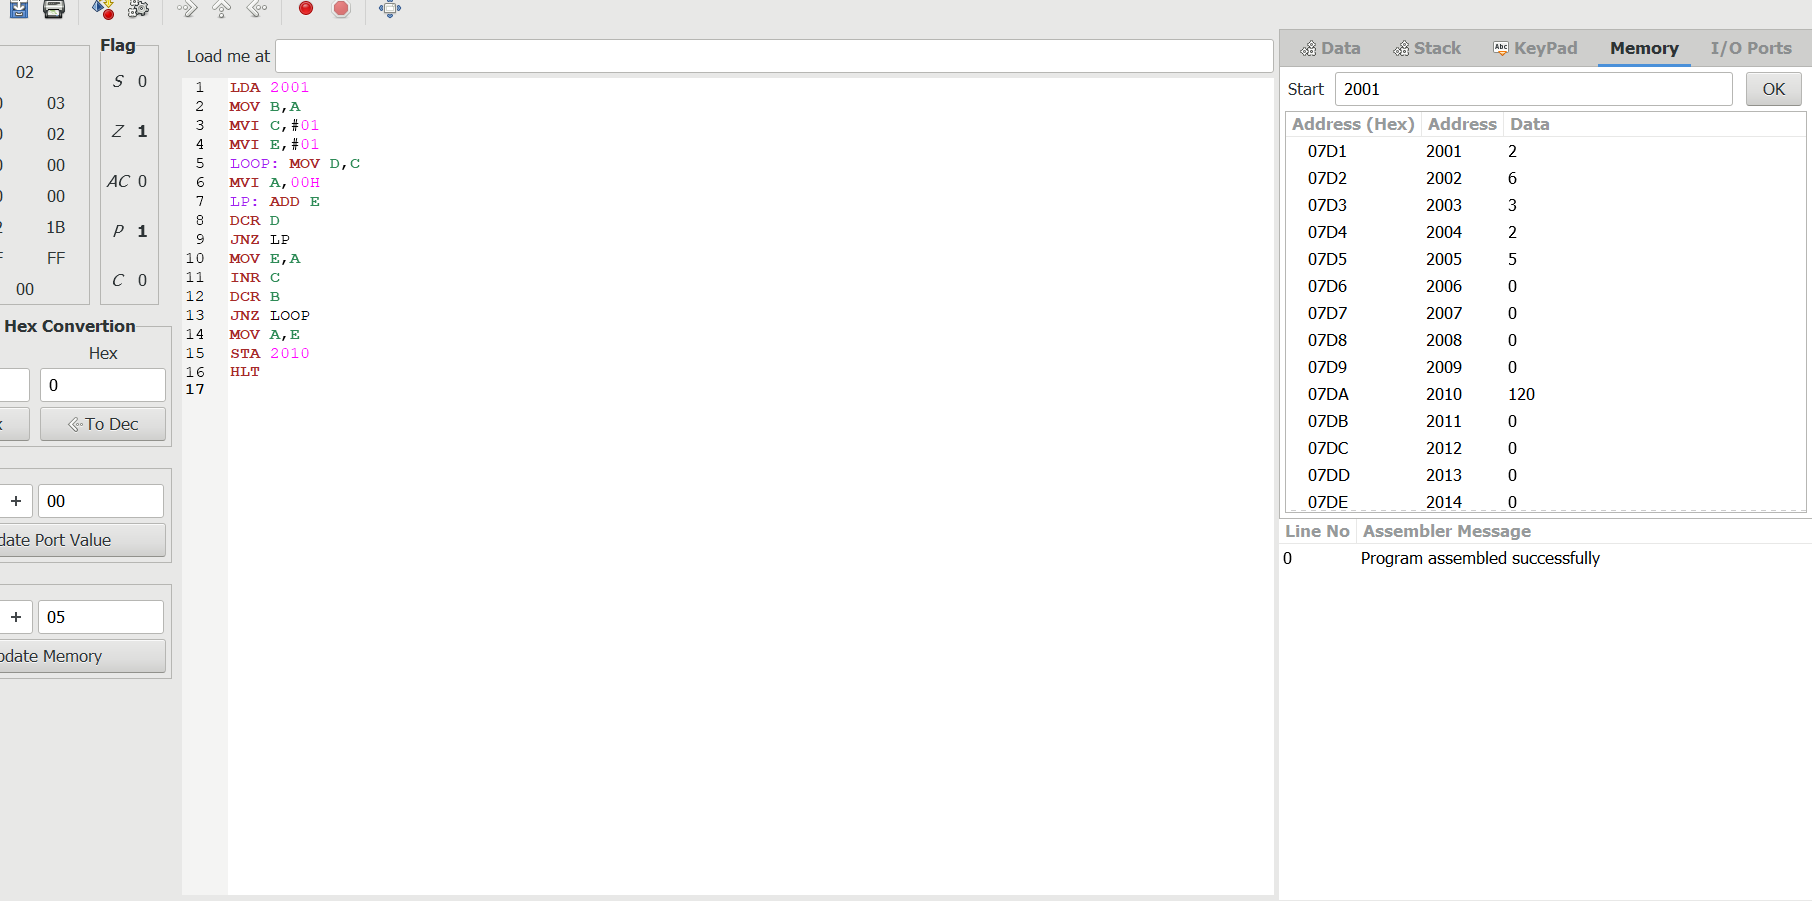 Flag
02
S 0
03
Z 1
02
00
AC 0
00
1B
P 1
FF
00
C 0
Hex Convertion
Hex
0
To Dec
+ 00
date Port Value
+ 05
pdate Memory
Load me at
1 LDA 2001
2 MOV B,A
3 MVI C,#01
4 MVI E,#01
5 LOOP: MOV D,C
6 MVI A,00H
7 LP: ADD E
8 DCR D
9 JNZ LP
10 MOV E,A
11 INR C
12 DCR B
13 JNZ LOOP
14 MOV A,E
15 STA 2010
16 HLT
17
Data Stack KeyPad Memory I/O Ports
Start 2001 OK
Address (Hex) Address Data
07D1 2001 2
07D2 2002 6
07D3 2003 3
07D4 2004 2
07D5 2005 5
07D6 2006 0
07D7 2007 0
07D8 2008 0
07D9 2009 0
07DA 2010 120
07DB 2011 0
07DC 2012 0
07DD 2013 0
07DE 2014 0
Line No Assembler Message
0 Program assembled successfully